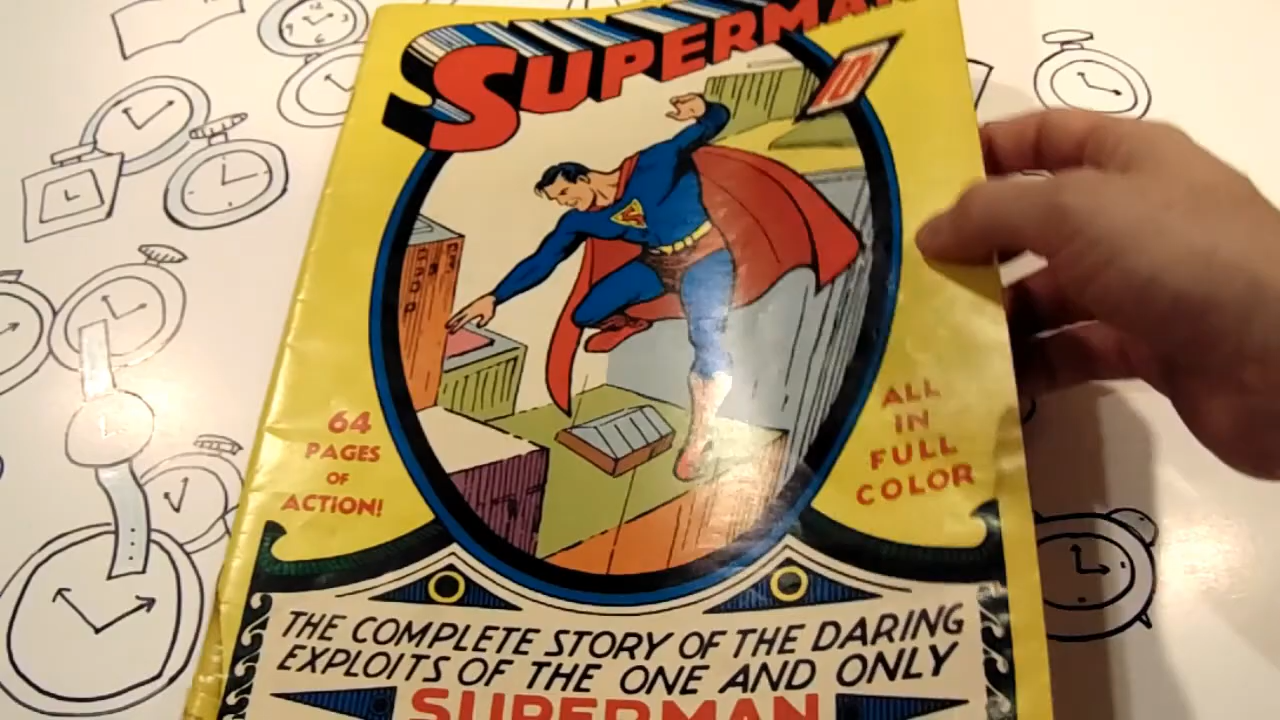 SUPERMAN
10¢
64
PAGES
OF
ACTION!
ALL
IN
FULL
COLOR
THE COMPLETE STORY OF THE DARING
EXPLOITS OF THE ONE AND ONLY
SUPERMAN